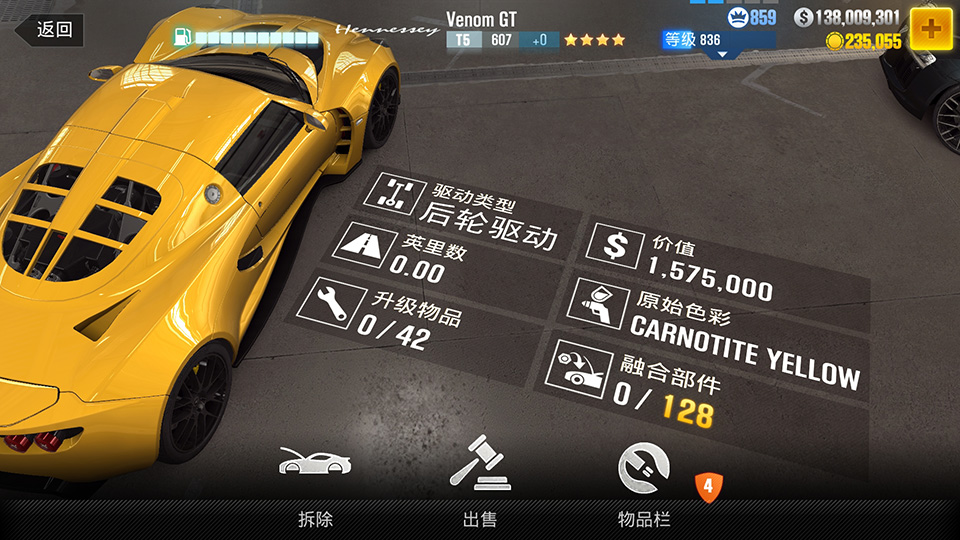 返回
Hennessey
Venom GT
T5 607 +0
等级 836
859
138,009,301
235,055
驱动类型
后轮驱动
英里数
0.00
升级物品
0/42
价值
1,575,000
原始色彩
CARNOTITE YELLOW
融合部件
0/128
拆除
出售
物品栏
4